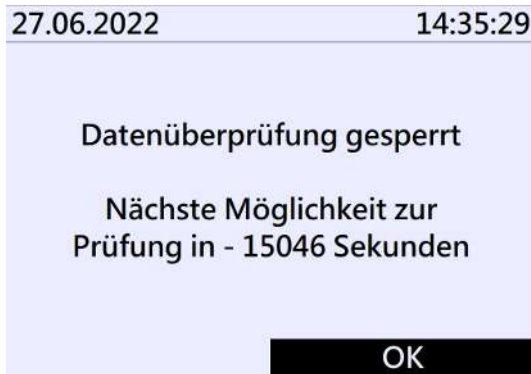 27.06.2022 14:35:29
Datenüberprüfung gesperrt
Nächste Möglichkeit zur
Prüfung in - 15046 Sekunden
OK